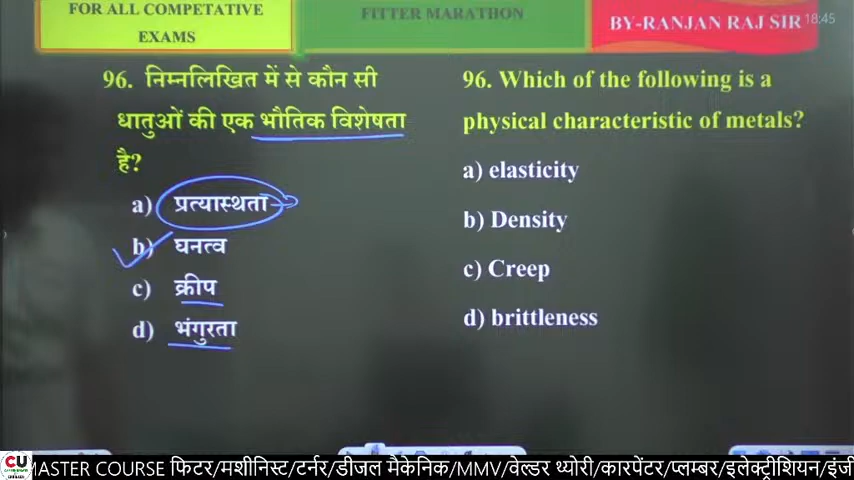 FOR ALL COMPETATIVE
EXAMS
FITTER MARATHON
BY-RANJAN RAJ SIR
18:45
96. निम्नलिखित में से कौन सी
धातुओं की एक भौतिक विशेषता
है?
a) प्रत्यास्थता
b) घनत्व
c) क्रीप
d) भंगुरता
96. Which of the following is a
physical characteristic of metals?
a) elasticity
b) Density
c) Creep
d) brittleness
CU
MASTER COURSE फिटर/मशीनिस्ट/टर्नर/डीजल मैकेनिक/MMV/वेल्डर थ्योरी/कारपेंटर/प्लम्बर/इलेक्ट्रीशियन/इंजी